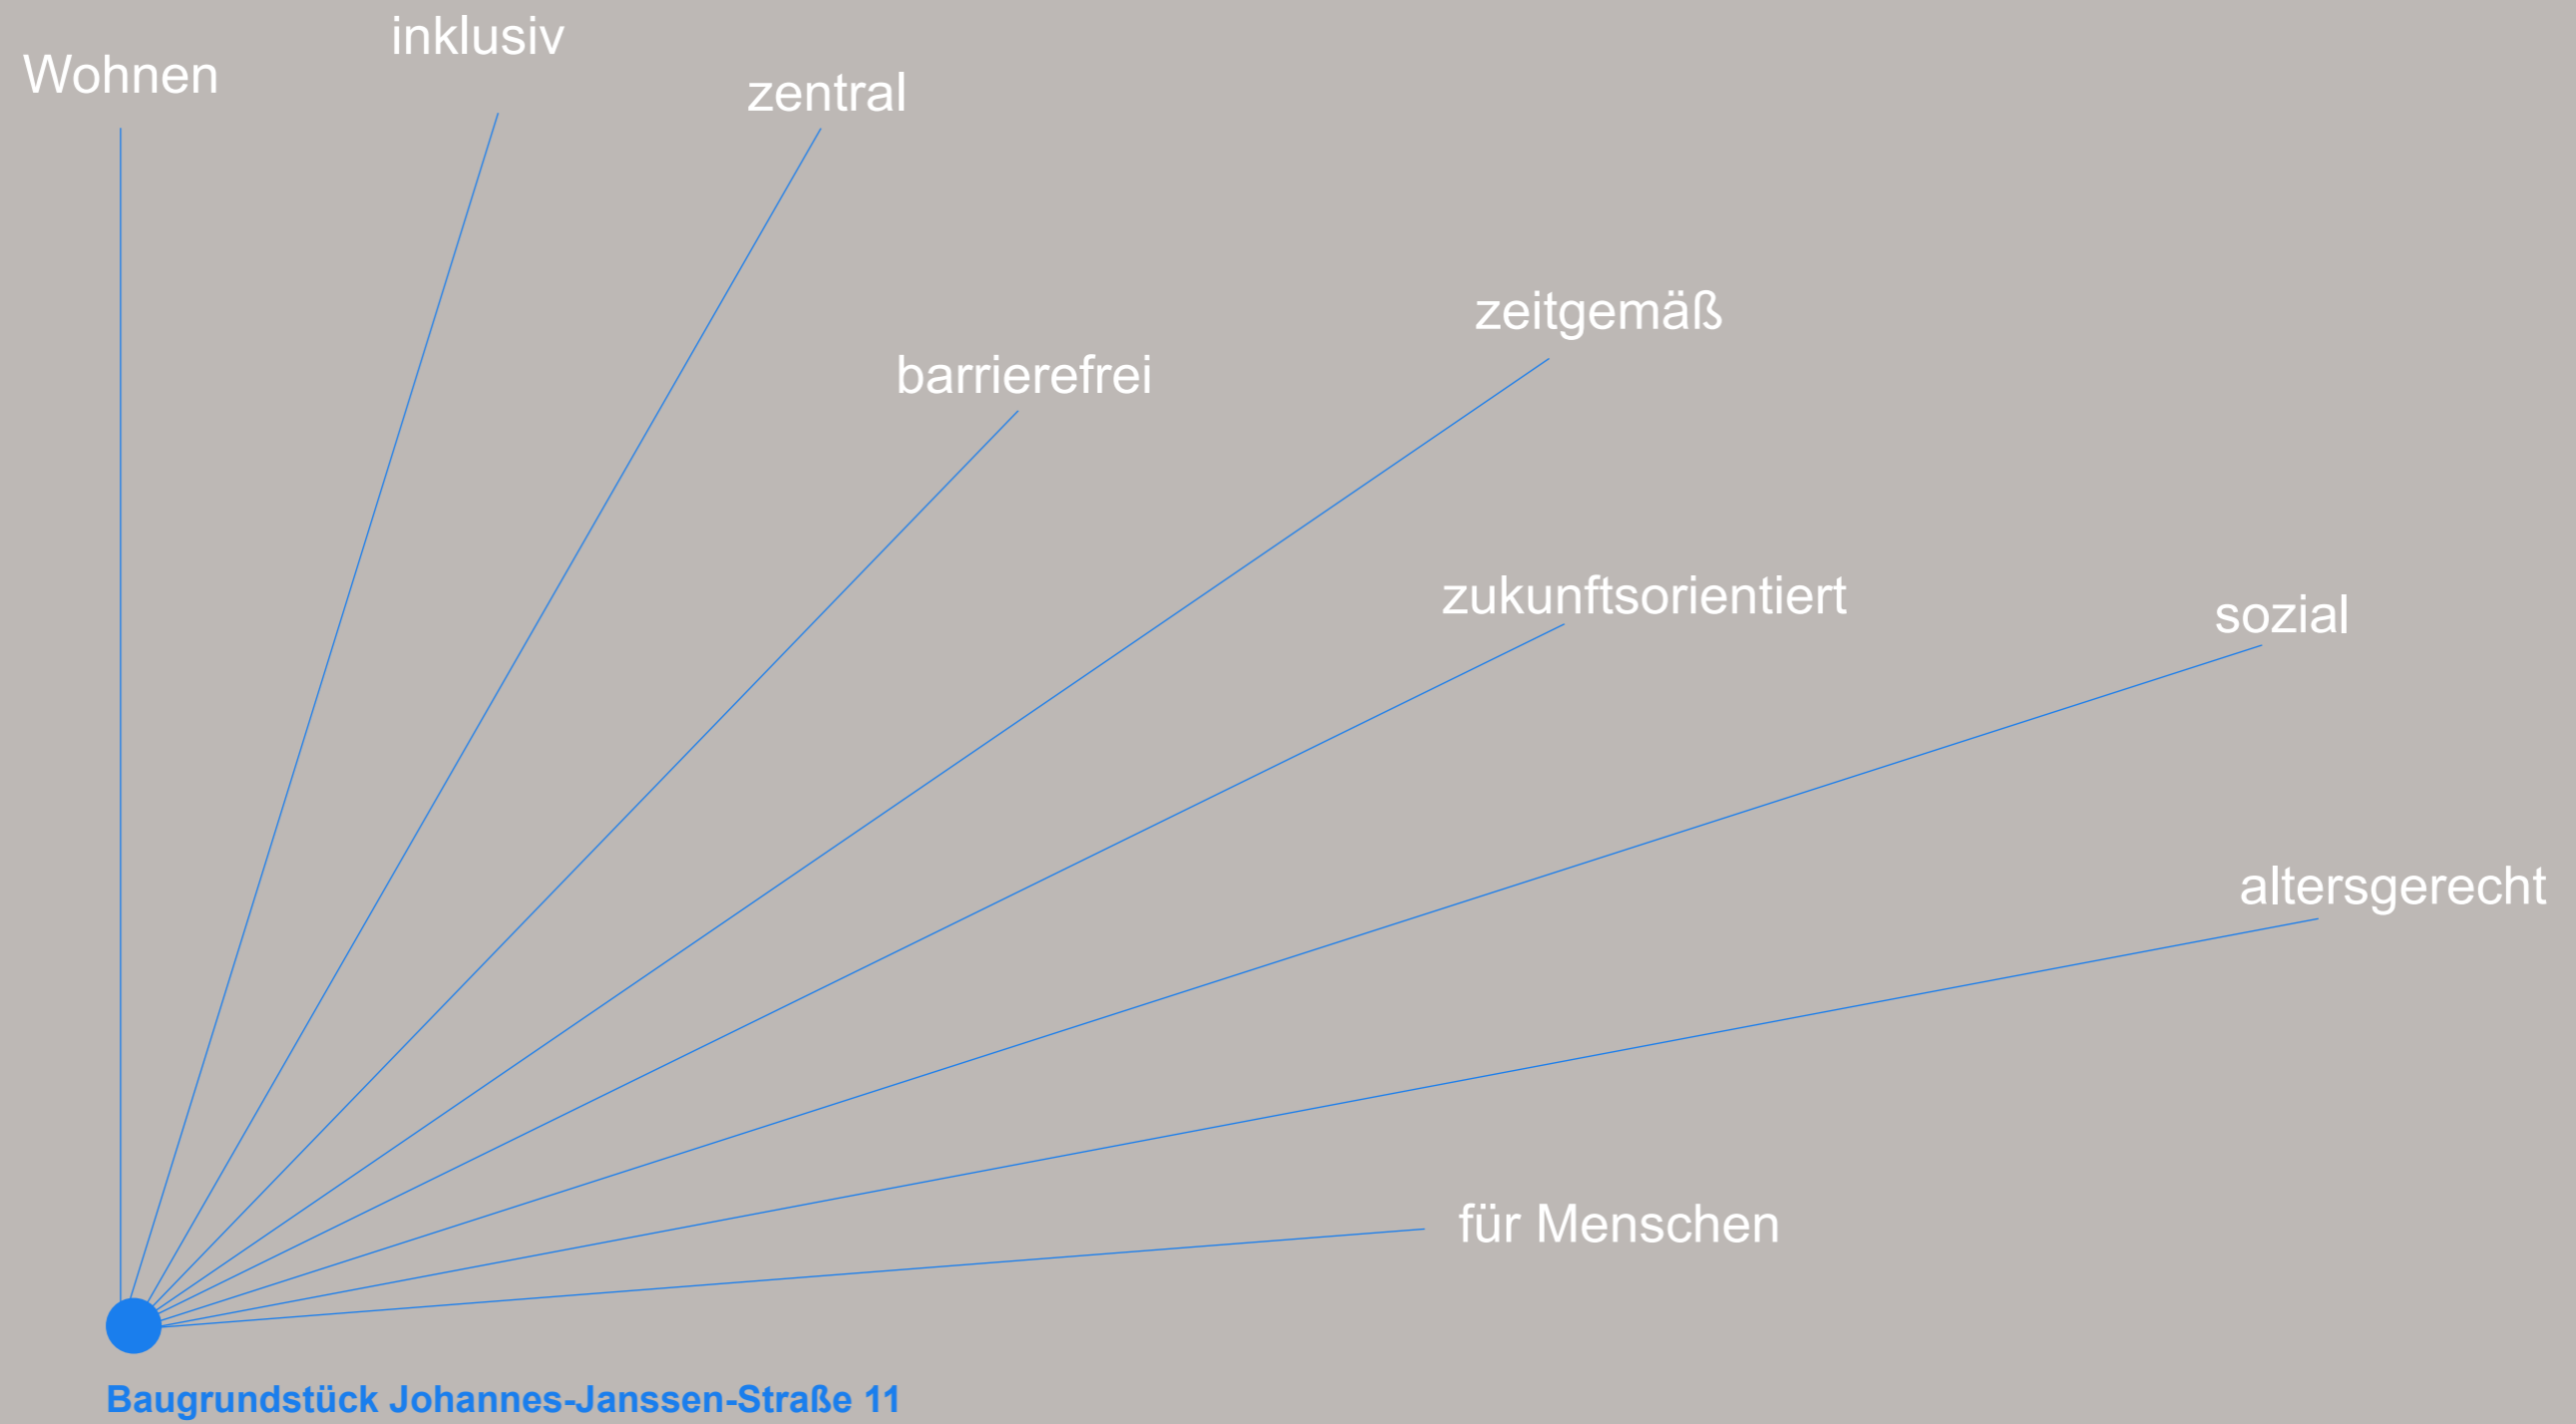 Wohnen
inklusiv
zentral
barrierefrei
zeitgemäß
zukunftsorientiert
sozial
altersgerecht
für Menschen
Baugrundstück Johannes-Janssen-Straße 11